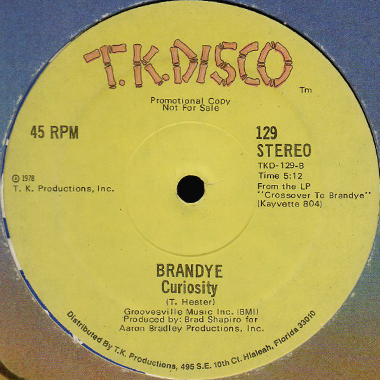 T.K.DISCO
Tm
Promotional Copy
Not For Sale
45 RPM
129
STEREO
TKD-129-B
Time 5:12
From the LP
"Crossover To Brandye"
(Kayvette 804)
℗ 1978
T. K. Productions, Inc.
BRANDYE
Curiosity
(T. Hester)
Groovesville Music Inc. (BMI)
Produced by: Brad Shapiro for
Aaron Bradley Productions, Inc.
Distributed By T.K. Productions, 495 S.E. 10th Ct. Hialeah, Florida 33010